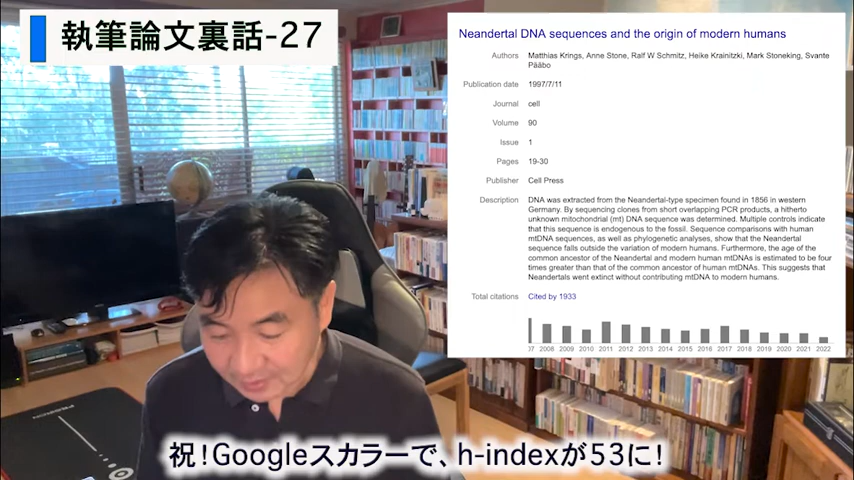 執筆論文裏話-27
Neandertal DNA sequences and the origin of modern humans
Authors Matthias Krings, Anne Stone, Ralf W Schmitz, Heike Krainitzki, Mark Stoneking, Svante
Pääbo
Publication date 1997/7/11
Journal cell
Volume 90
Issue 1
Pages 19-30
Publisher Cell Press
Description DNA was extracted from the Neandertal-type specimen found in 1856 in western
Germany. By sequencing clones from short overlapping PCR products, a hitherto
unknown mitochondrial (mt) DNA sequence was determined. Multiple controls indicate
that this sequence is endogenous to the fossil. Sequence comparisons with human
mtDNA sequences, as well as phylogenetic analyses, show that the Neandertal
sequence falls outside the variation of modern humans. Furthermore, the age of the
common ancestor of the Neandertal and modern human mtDNAs is estimated to be four
times greater than that of the common ancestor of human mtDNAs. This suggests that
Neandertals went extinct without contributing mtDNA to modern humans.
Total citations Cited by 1933
07 2008 2009 2010 2011 2012 2013 2014 2015 2016 2017 2018 2019 2020 2021 2022
祝!Googleスカラーで、h-indexが53に!